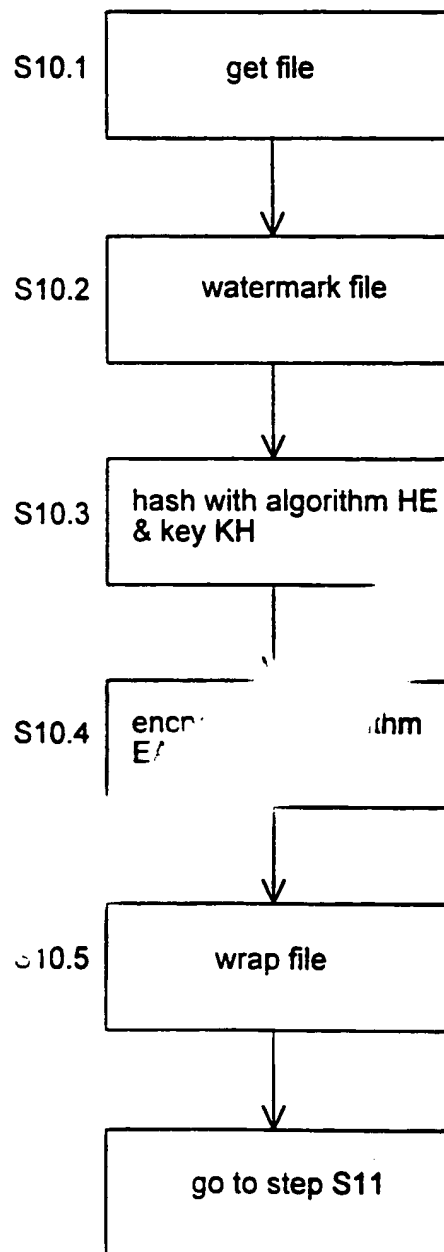 S10.1
get file
S10.2
watermark file
S10.3
hash with algorithm HE
& key KH
S10.4
10.5
wrap file
go to step S11